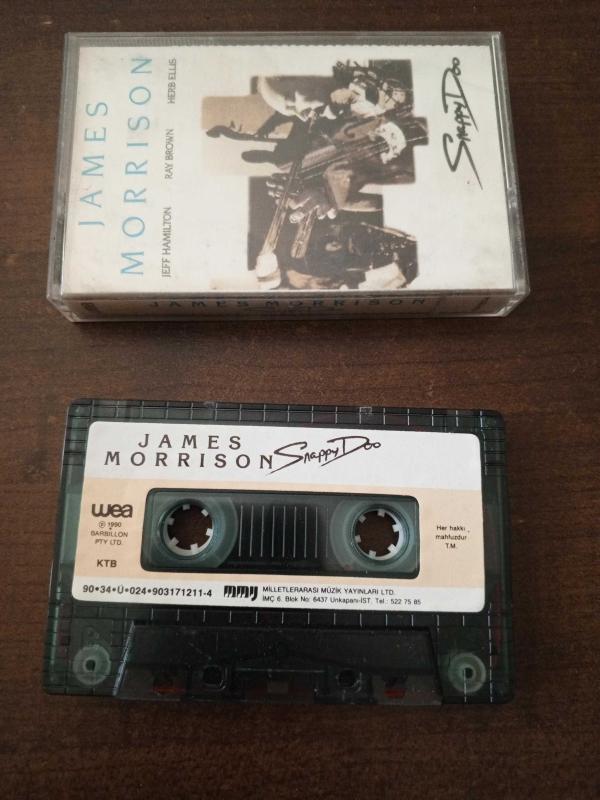 JAMES
MORRISON
JEFF HAMILTON RAY BROWN HERB ELLIS
Snappy Doo
JAMES MORRISON
JAMES
MORRISON
Snappy Doo
wea
℗ 1990
BARBILLON
PTY LTD.
KTB
Her hakkı
mahfuzdur
T.M.
90•34•Ü•024•903171211-4
mmy
MİLLETLERARASI MÜZİK YAYINLARI LTD.
İMÇ 6. Blok No: 6437 Unkapanı-İST. Tel.: 522 75 85